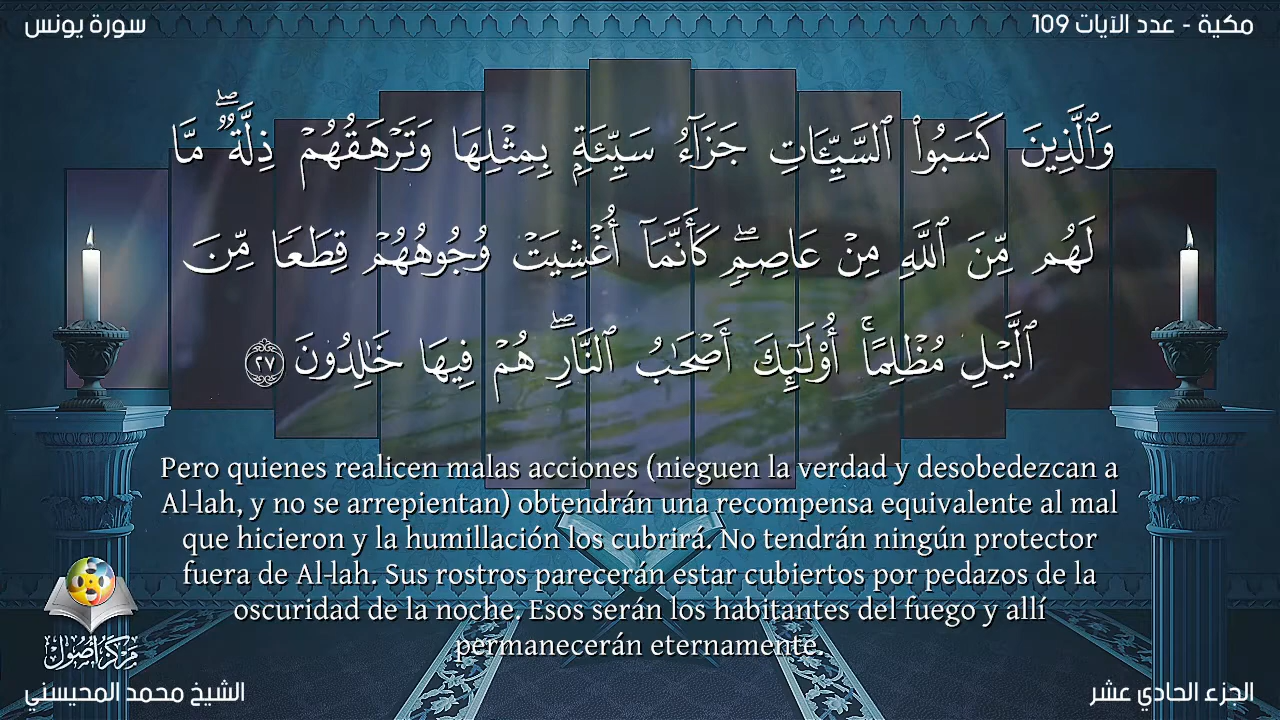 سورة يونس
مكية - عدد الآيات 109
وَٱلَّذِينَ كَسَبُوا۟ ٱلسَّيِّـَٔاتِ جَزَآءُ سَيِّئَةٍۭ بِمِثْلِهَا وَتَرْهَقُهُمْ ذِلَّةٌۭ ۖ مَّا
لَهُم مِّنَ ٱللَّهِ مِنْ عَاصِمٍۢ ۖ كَأَنَّمَآ أُغْشِيَتْ وُجُوهُهُمْ قِطَعًۭا مِّنَ
ٱلَّيْلِ مُظْلِمًا ۚ أُو۟لَـٰٓئِكَ أَصْحَـٰبُ ٱلنَّارِ ۖ هُمْ فِيهَا خَـٰلِدُونَ ٢٧
Pero quienes realicen malas acciones (nieguen la verdad y desobedezcan a
Al-lah, y no se arrepientan) obtendrán una recompensa equivalente al mal
que hicieron y la humillación los cubrirá. No tendrán ningún protector
fuera de Al-lah. Sus rostros parecerán estar cubiertos por pedazos de la
oscuridad de la noche. Esos serán los habitantes del fuego y allí
permanecerán eternamente.
مركز أصول
الشيخ محمد المحيسني
الجزء الحادي عشر